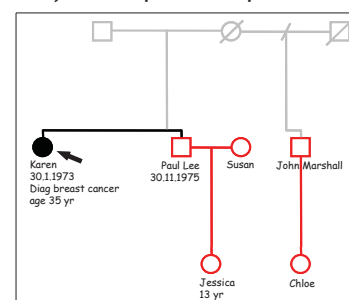 Karen
30.1.1973
Diag breast cancer
age 35 yr
Paul Lee
30.11.1975
Susan
John Marshall
Jessica
13 yr
Chloe